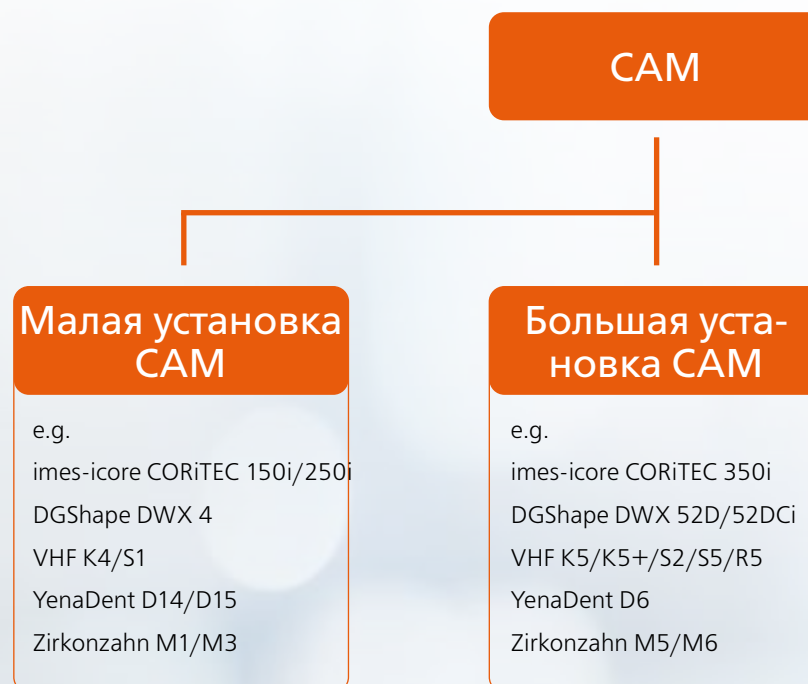 CAM
Малая установка
CAM
e.g.
imes-icore CORiTEC 150i/250i
DGShape DWX 4
VHF K4/S1
YenaDent D14/D15
Zirkonzahn M1/M3
Большая уста-
новка CAM
e.g.
imes-icore CORiTEC 350i
DGShape DWX 52D/52DCi
VHF K5/K5+/S2/S5/R5
YenaDent D6
Zirkonzahn M5/M6